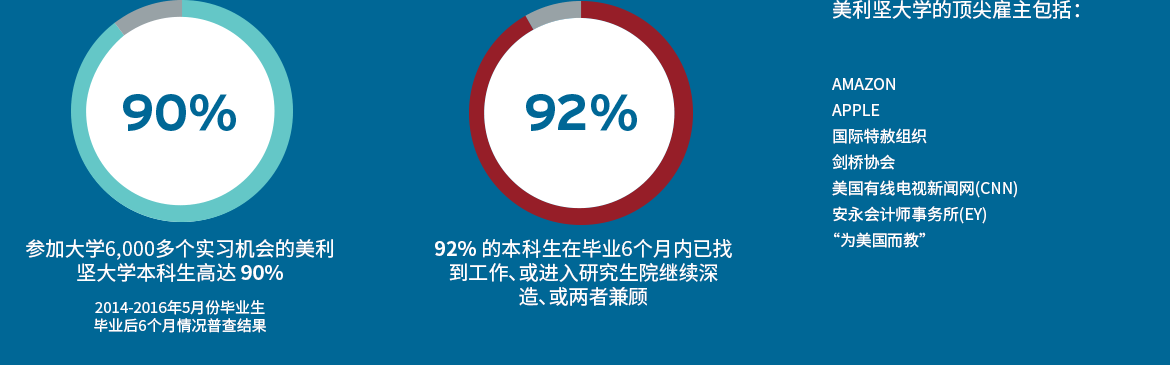 90%
参加大学6,000多个实习机会的美利
坚大学本科生高达 90%
2014-2016年5月份毕业生
毕业后6个月情况普查结果
92%
92% 的本科生在毕业6个月内已找
到工作、或进入研究生院继续深
造、或两者兼顾
美利坚大学的顶尖雇主包括：
AMAZON
APPLE
国际特赦组织
剑桥协会
美国有线电视新闻网(CNN)
安永会计师事务所(EY)
“为美国而教”